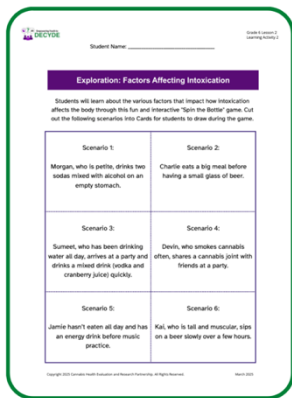 DECYDE
Grade 6 Lesson 2
Learning Activity 2
Student Name:
Exploration: Factors Affecting Intoxication
Students will learn about the various factors that impact how intoxication
affects the body through this fun and interactive "Spin the Bottle" game. Cut
out the following scenarios into Cards for students to draw during the game.
Scenario 1:
Morgan, who is petite, drinks two
sodas mixed with alcohol on an
empty stomach.
Scenario 2:
Charlie eats a big meal before
having a small glass of beer.
Scenario 3:
Sumeet, who has been drinking
water all day, arrives at a party and
drinks a mixed drink (vodka and
cranberry juice) quickly.
Scenario 4:
Devin, who smokes cannabis
often, shares a cannabis joint with
friends at a party.
Scenario 5:
Jamie hasn't eaten all day and has
an energy drink before music
practice.
Scenario 6:
Kai, who is tall and muscular, sips
on a beer slowly over a few hours.
Copyright 2025 Cannabis Health Evaluation and Research Partnership. All Rights Reserved.
March 2025